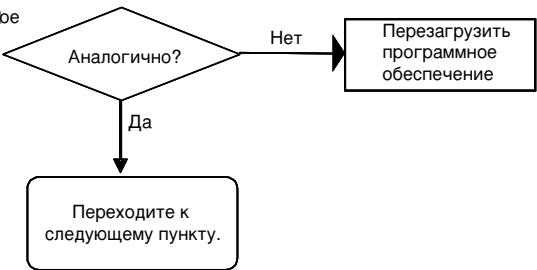 Аналогично?
Нет
Перезагрузить
программное
обеспечение
Да
Переходите к
следующему пункту.